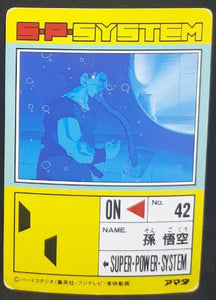 S・P・SYSTEM
ON
No. 42
NAME.
そん ご くう
孫 悟空
SUPER・POWER・SYSTEM
©バードスタジオ/集英社・フジテレビ・東映動画
アマダ